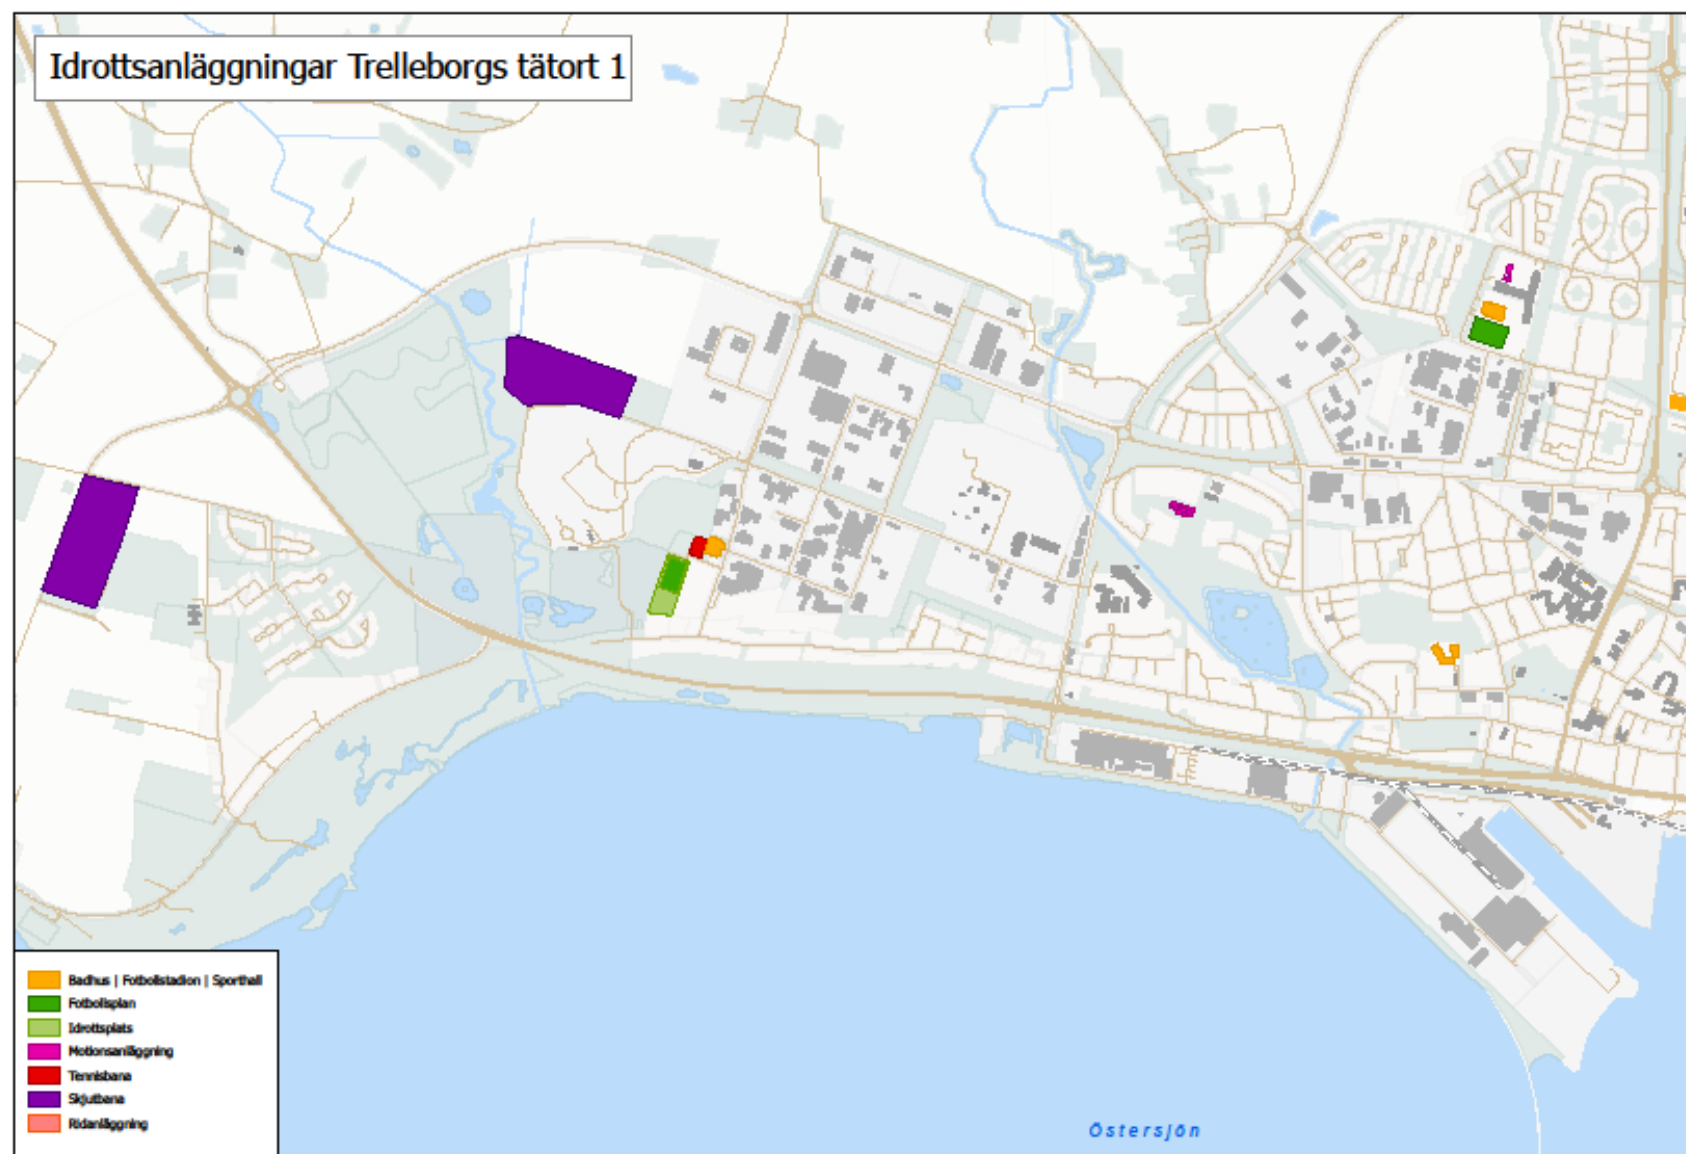 Idrottsanläggningar Trelleborgs tätort 1
Badhus | Fotbollstadion | Sporthall
Fotbollsplan
Idrottsplats
Motionsanläggning
Tennisbana
Skjutbana
Ridanläggning
Östersjön